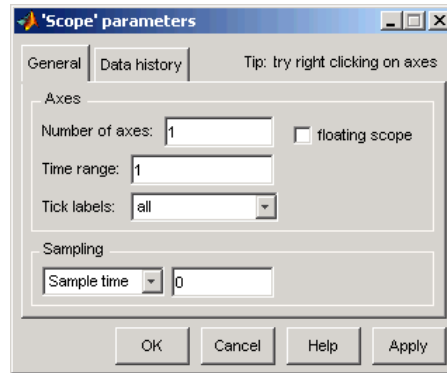 'Scope' parameters
General Data history Tip: try right clicking on axes
Axes
Number of axes: 1 floating scope
Time range: 1
Tick labels: all
Sampling
Sample time 0
OK Cancel Help Apply